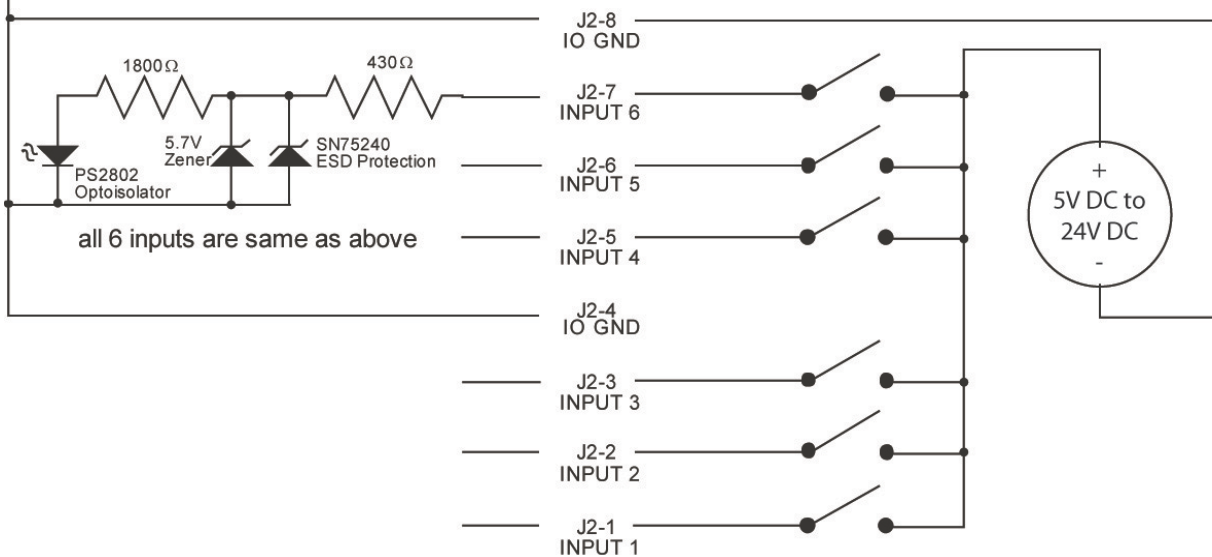 J2-8
IO GND
1800Ω
430Ω
J2-7
INPUT 6
5.7V
Zener
SN75240
ESD Protection
PS2802
Optoisolator
J2-6
INPUT 5
+
5V DC to
24V DC
-
all 6 inputs are same as above
J2-5
INPUT 4
J2-4
IO GND
J2-3
INPUT 3
J2-2
INPUT 2
J2-1
INPUT 1